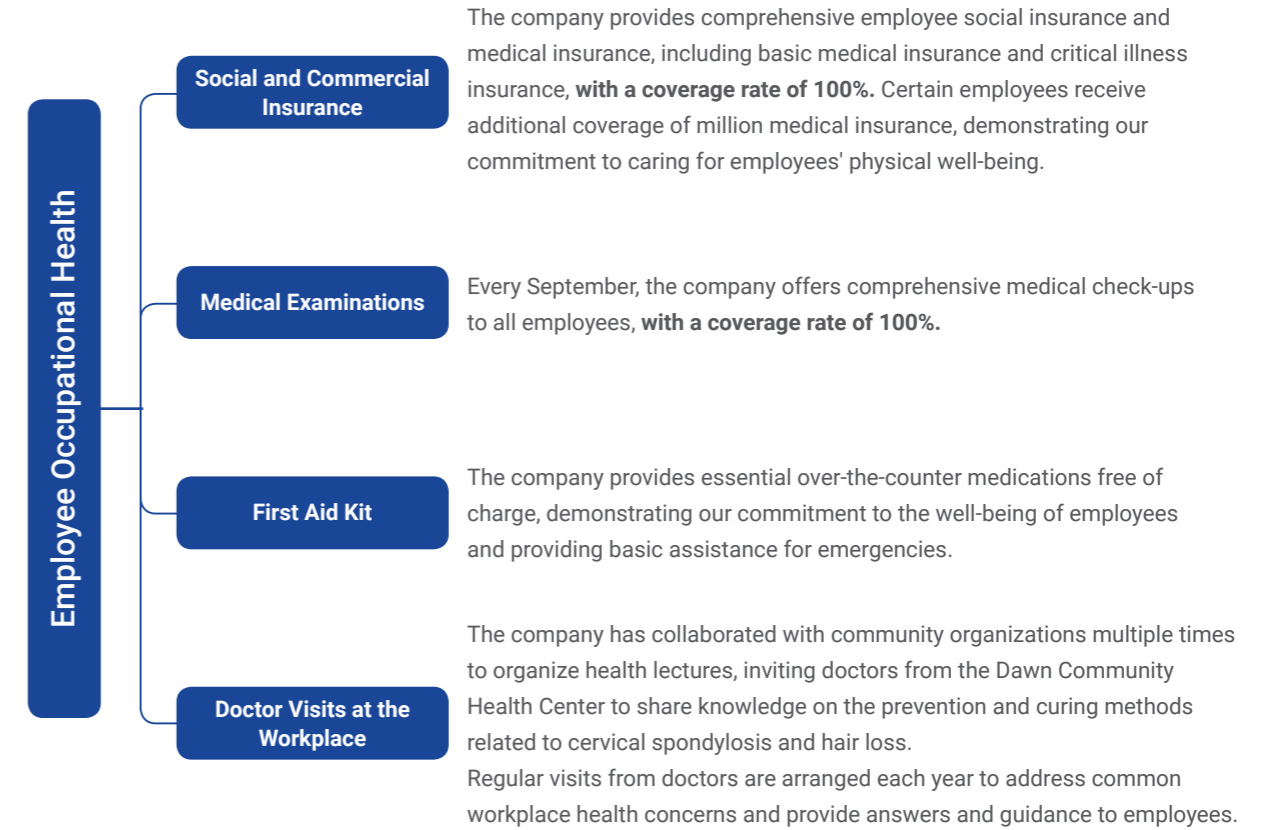 Employee Occupational Health
Social and Commercial
Insurance
The company provides comprehensive employee social insurance and
medical insurance, including basic medical insurance and critical illness
insurance, with a coverage rate of 100%. Certain employees receive
additional coverage of million medical insurance, demonstrating our
commitment to caring for employees' physical well-being.
Medical Examinations
Every September, the company offers comprehensive medical check-ups
to all employees, with a coverage rate of 100%.
First Aid Kit
The company provides essential over-the-counter medications free of
charge, demonstrating our commitment to the well-being of employees
and providing basic assistance for emergencies.
Doctor Visits at the
Workplace
The company has collaborated with community organizations multiple times
to organize health lectures, inviting doctors from the Dawn Community
Health Center to share knowledge on the prevention and curing methods
related to cervical spondylosis and hair loss.
Regular visits from doctors are arranged each year to address common
workplace health concerns and provide answers and guidance to employees.